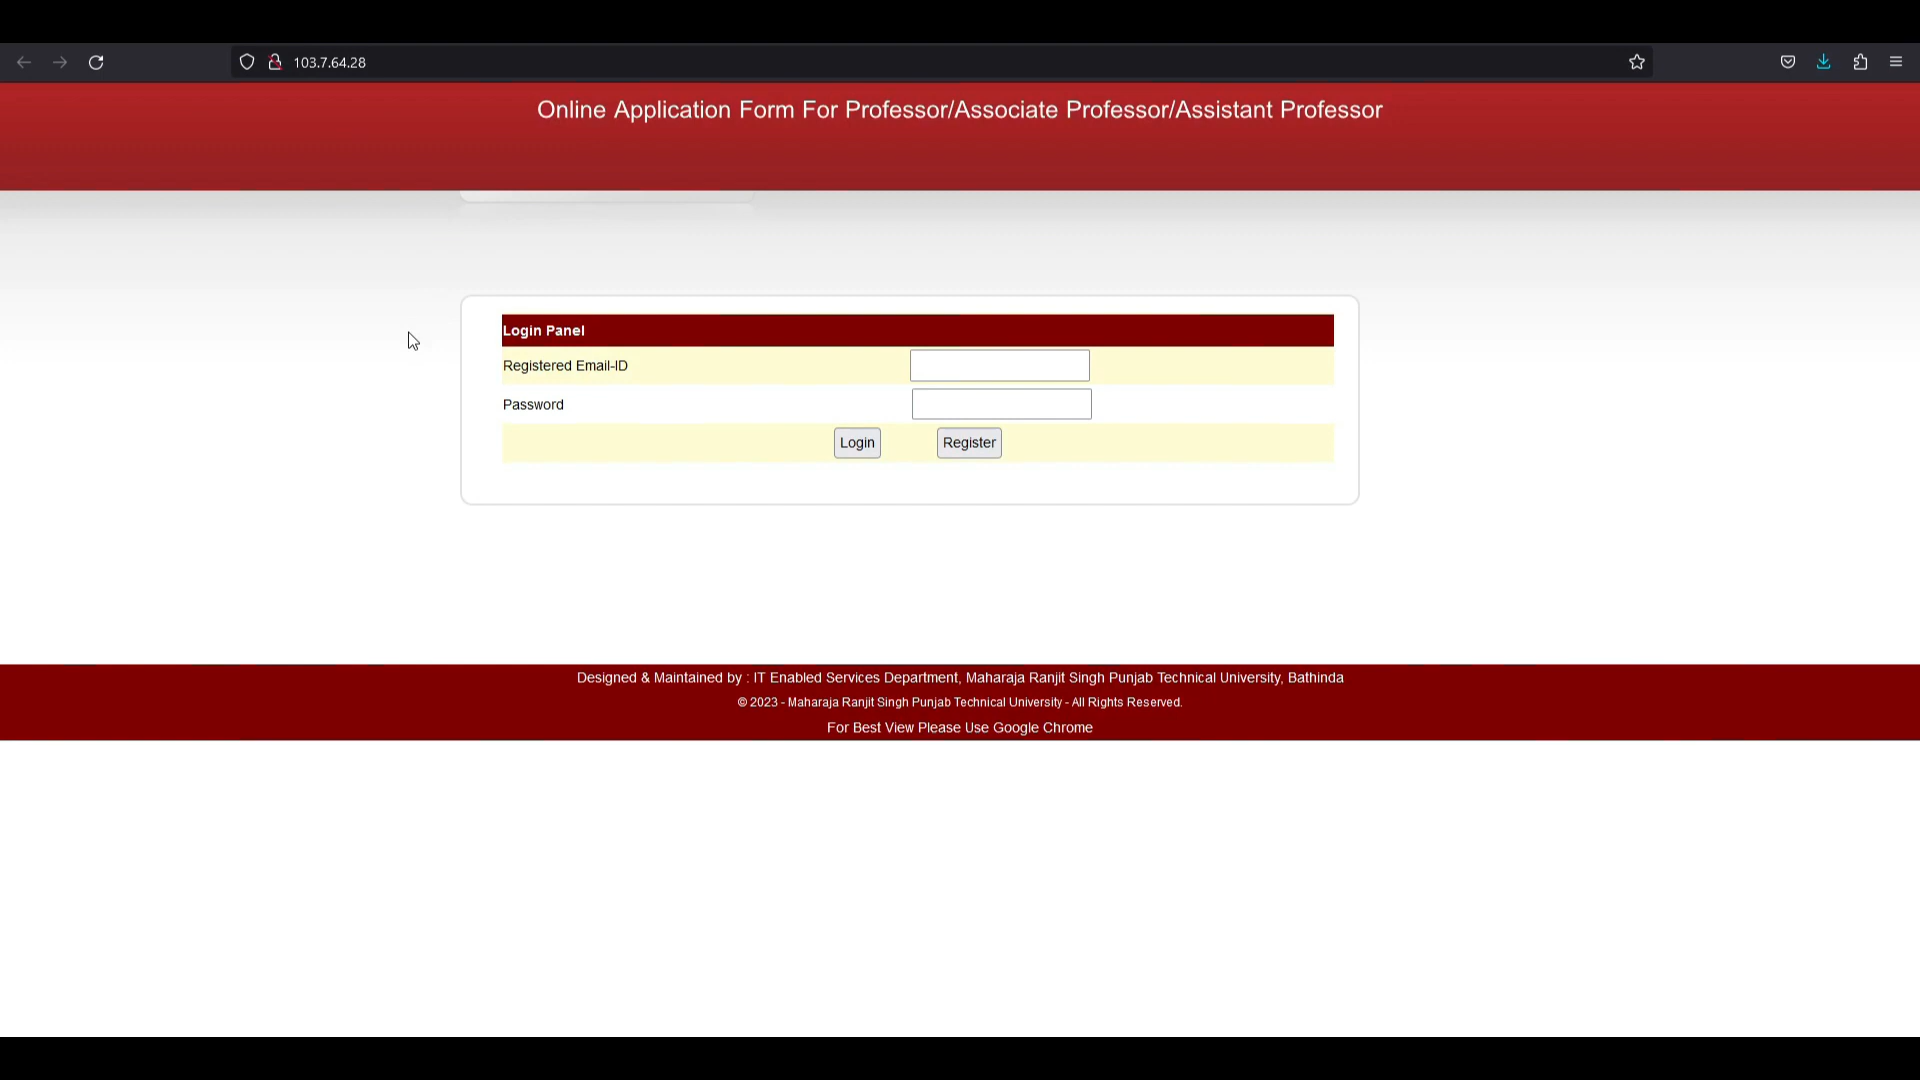 103.7.64.28
Online Application Form For Professor/Associate Professor/Assistant Professor
Login Panel
Registered Email-ID
Password
Login Register
Designed & Maintained by : IT Enabled Services Department, Maharaja Ranjit Singh Punjab Technical University, Bathinda
© 2023 - Maharaja Ranjit Singh Punjab Technical University - All Rights Reserved.
For Best View Please Use Google Chrome